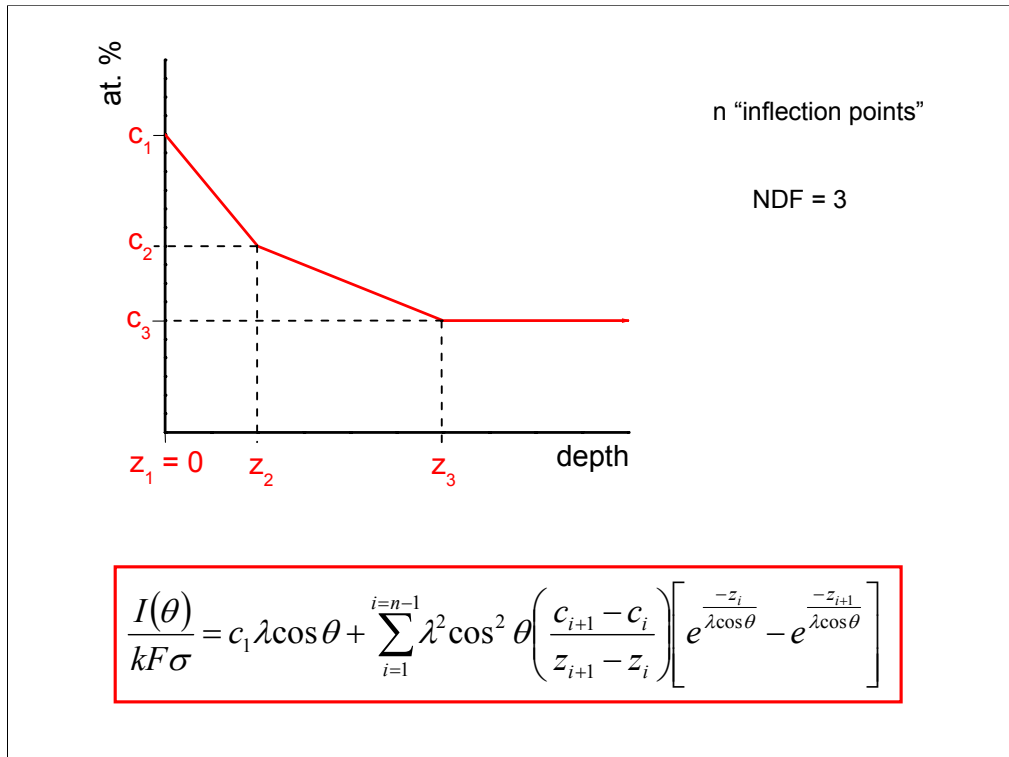 at. %
n “inflection points”
c₁
NDF = 3
c₂
c₃
z₁ = 0
z₂
z₃
depth
I(θ)/kFσ = c₁λcosθ + ∑_{i=1}^{i=n-1} λ²cos²θ((c_{i+1} − c_i)/(z_{i+1} − z_i))[e^{−z_i/λcosθ} − e^{−z_{i+1}/λcosθ}]